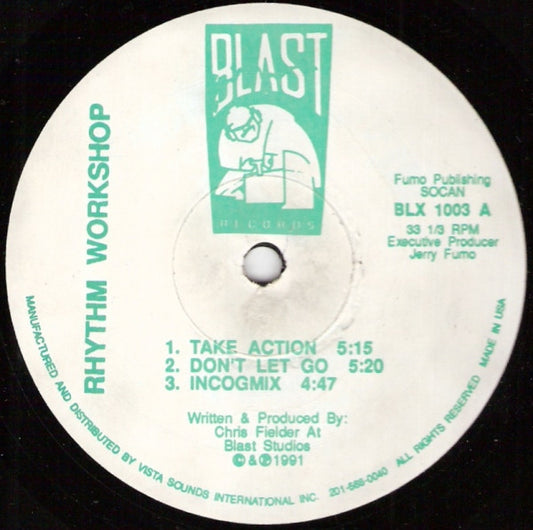 BLAST
RECORDS
RHYTHM WORKSHOP
Fumo Publishing
SOCAN
BLX 1003 A
33 1/3 RPM
Executive Producer
Jerry Fumo
1. TAKE ACTION 5:15
2. DON'T LET GO 5:20
3. INCOGMIX 4:47
Written & Produced By:
Chris Fielder At
Blast Studios
©&℗1991
MANUFACTURED AND DISTRIBUTED BY VISTA SOUNDS INTERNATIONAL INC. 201-568-0040 ALL RIGHTS RESERVED MADE IN USA